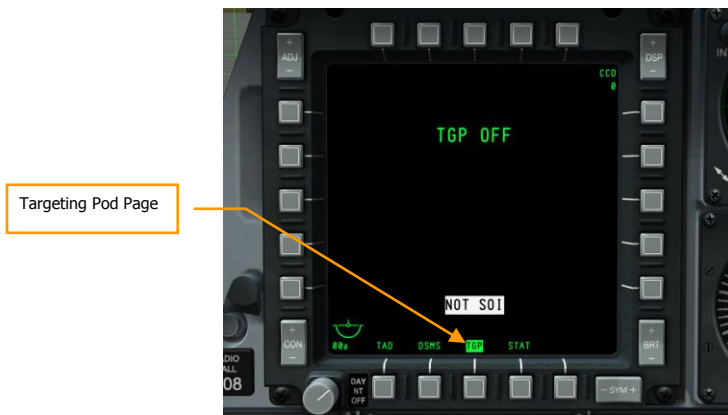 +
ADJ
-
+
DSP
-
CCD
0
TGP OFF
Targeting Pod Page
NOT SOI
00a
TAD DSMS TGP STAT
+
CON
-
+
BRT
-
08
DAY
NT
OFF
- SYM +